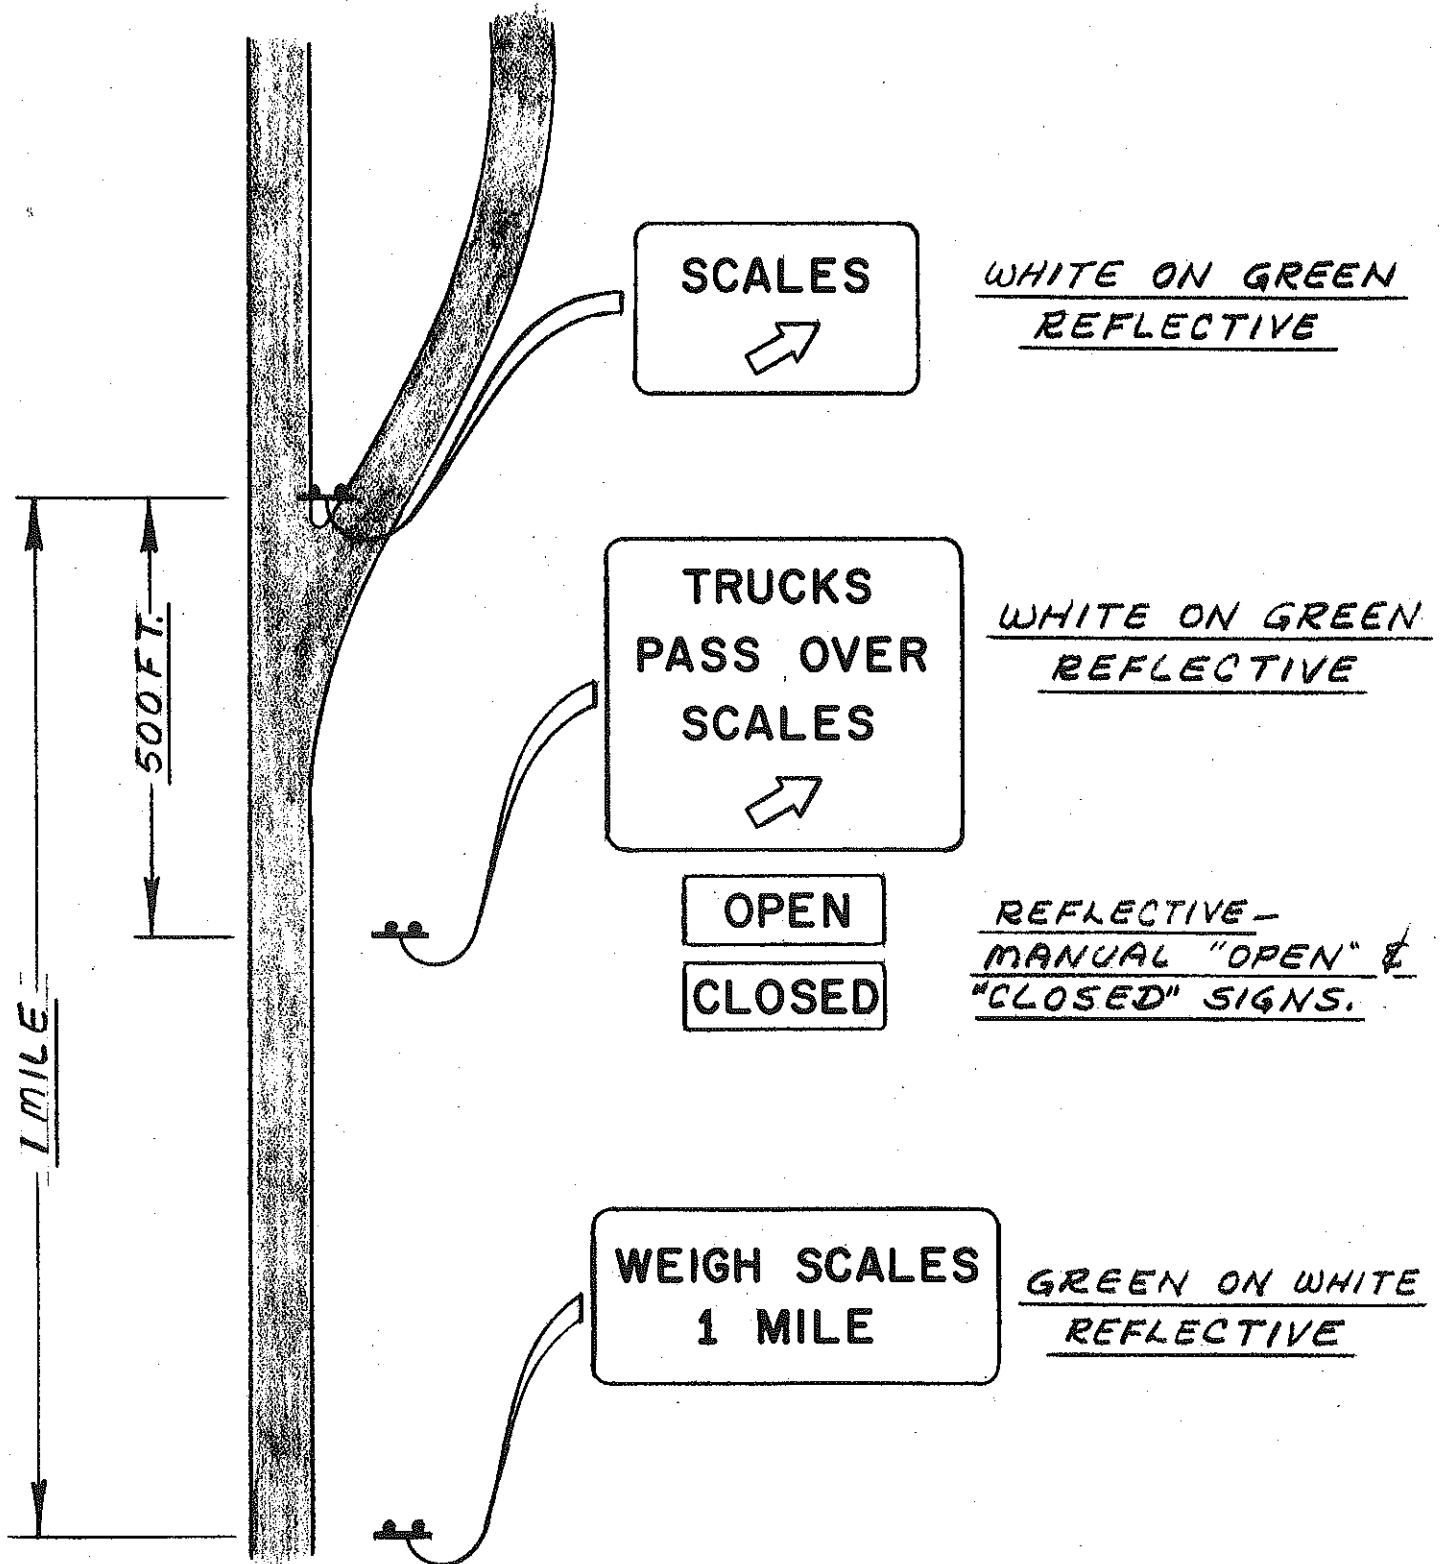 SCALES
WHITE ON GREEN
REFLECTIVE
500 FT.
1 MILE
TRUCKS
PASS OVER
SCALES
WHITE ON GREEN
REFLECTIVE
OPEN
CLOSED
REFLECTIVE-
MANUAL "OPEN" &
"CLOSED" SIGNS.
WEIGH SCALES
1 MILE
GREEN ON WHITE
REFLECTIVE